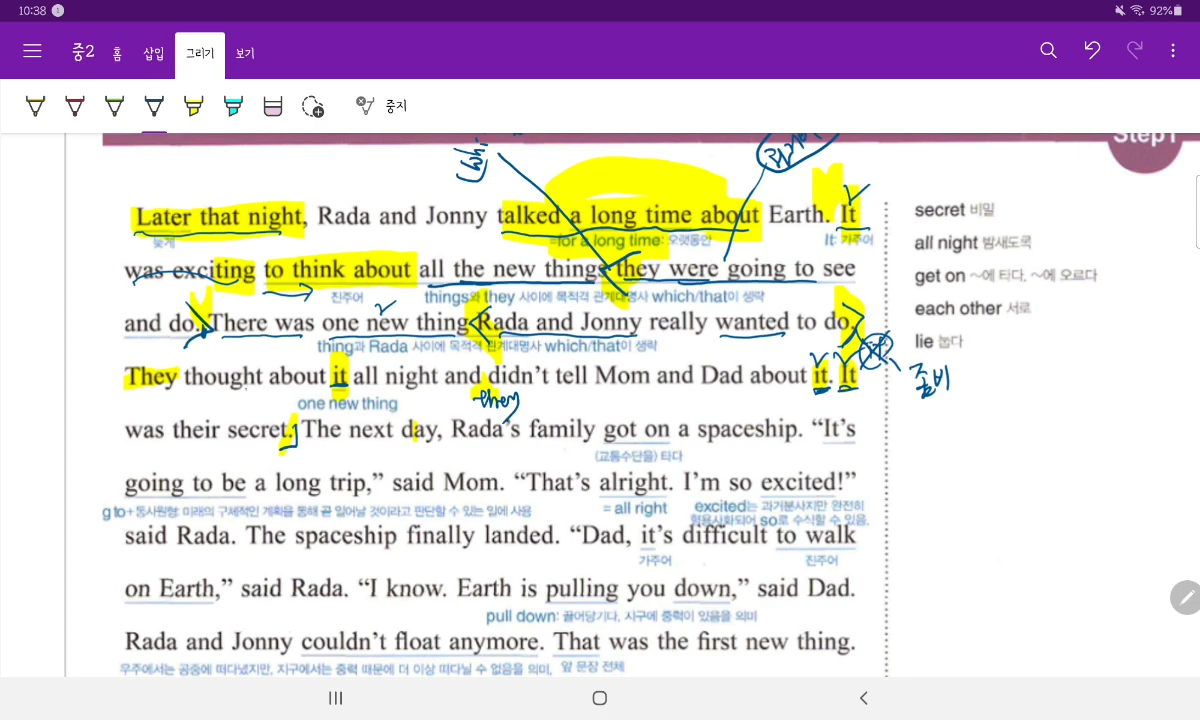 10:38 1 92%
중2 홈 삽입 그리기 보기
중지
Step1
Later that night, Rada and Jonny talked a long time about Earth. It
늦게 =for a long time: 오랫동안 It: 가주어
was exciting to think about all the new things they were going to see
진주어 things와 they 사이에 목적격 관계대명사 which/that이 생략
and do. There was one new thing Rada and Jonny really wanted to do.
thing과 Rada 사이에 목적격 관계대명사 which/that이 생략
They thought about it all night and didn't tell Mom and Dad about it. It
one new thing they
was their secret. The next day, Rada's family got on a spaceship. “It's
(교통수단을) 타다
going to be a long trip,” said Mom. “That's alright. I'm so excited!”
g to+동사원형: 미래의 구체적인 계획을 통해 곧 일어날 것이라고 판단할 수 있는 일에 사용 = all right excited는 과거분사지만 완전히
형용사화되어 so로 수식할 수 있음.
said Rada. The spaceship finally landed. “Dad, it's difficult to walk
가주어 진주어
on Earth,” said Rada. “I know. Earth is pulling you down,” said Dad.
pull down: 끌어당기다, 지구에 중력이 있음을 의미
Rada and Jonny couldn't float anymore. That was the first new thing.
우주에서는 공중에 떠다녔지만, 지구에서는 중력 때문에 더 이상 떠다닐 수 없음을 의미, 앞 문장 전체
secret 비밀
all night 밤새도록
get on ~에 타다, ~에 오르다
each other 서로
lie 눕다